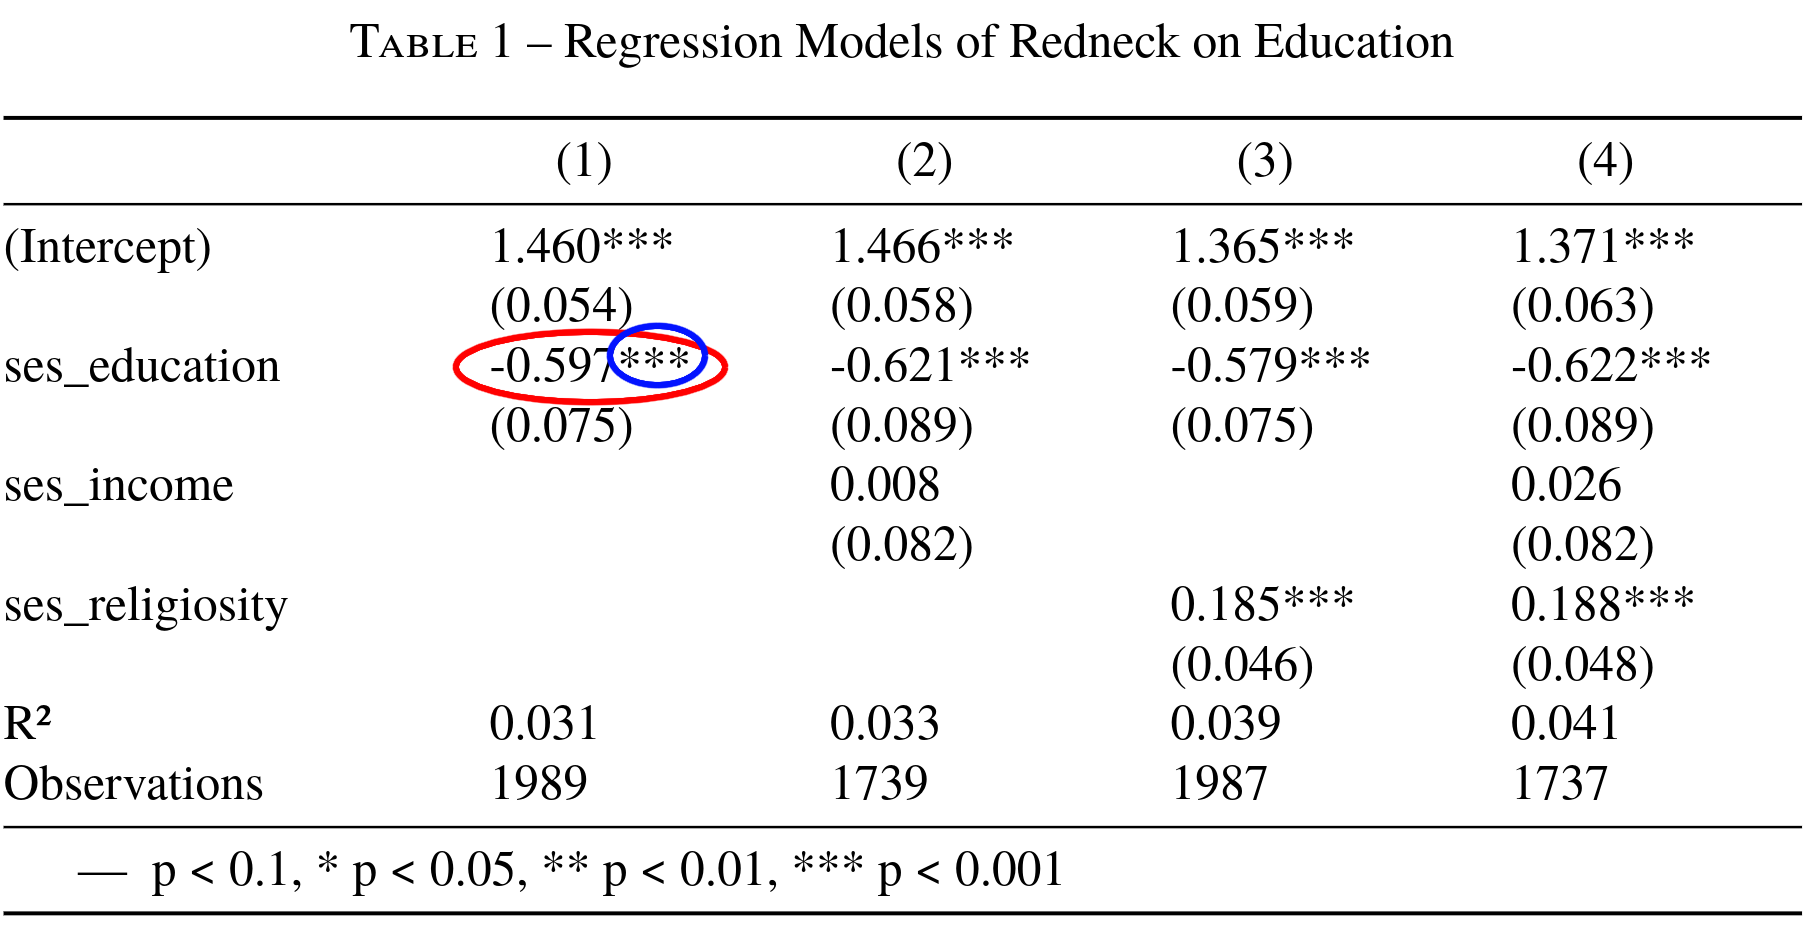 TABLE 1 – Regression Models of Redneck on Education
(1) (2) (3) (4)
(Intercept) 1.460*** 1.466*** 1.365*** 1.371***
(0.054) (0.058) (0.059) (0.063)
ses_education -0.597*** -0.621*** -0.579*** -0.622***
(0.075) (0.089) (0.075) (0.089)
ses_income 0.008 0.026
(0.082) (0.082)
ses_religiosity 0.185*** 0.188***
(0.046) (0.048)
R² 0.031 0.033 0.039 0.041
Observations 1989 1739 1987 1737
— p < 0.1, * p < 0.05, ** p < 0.01, *** p < 0.001